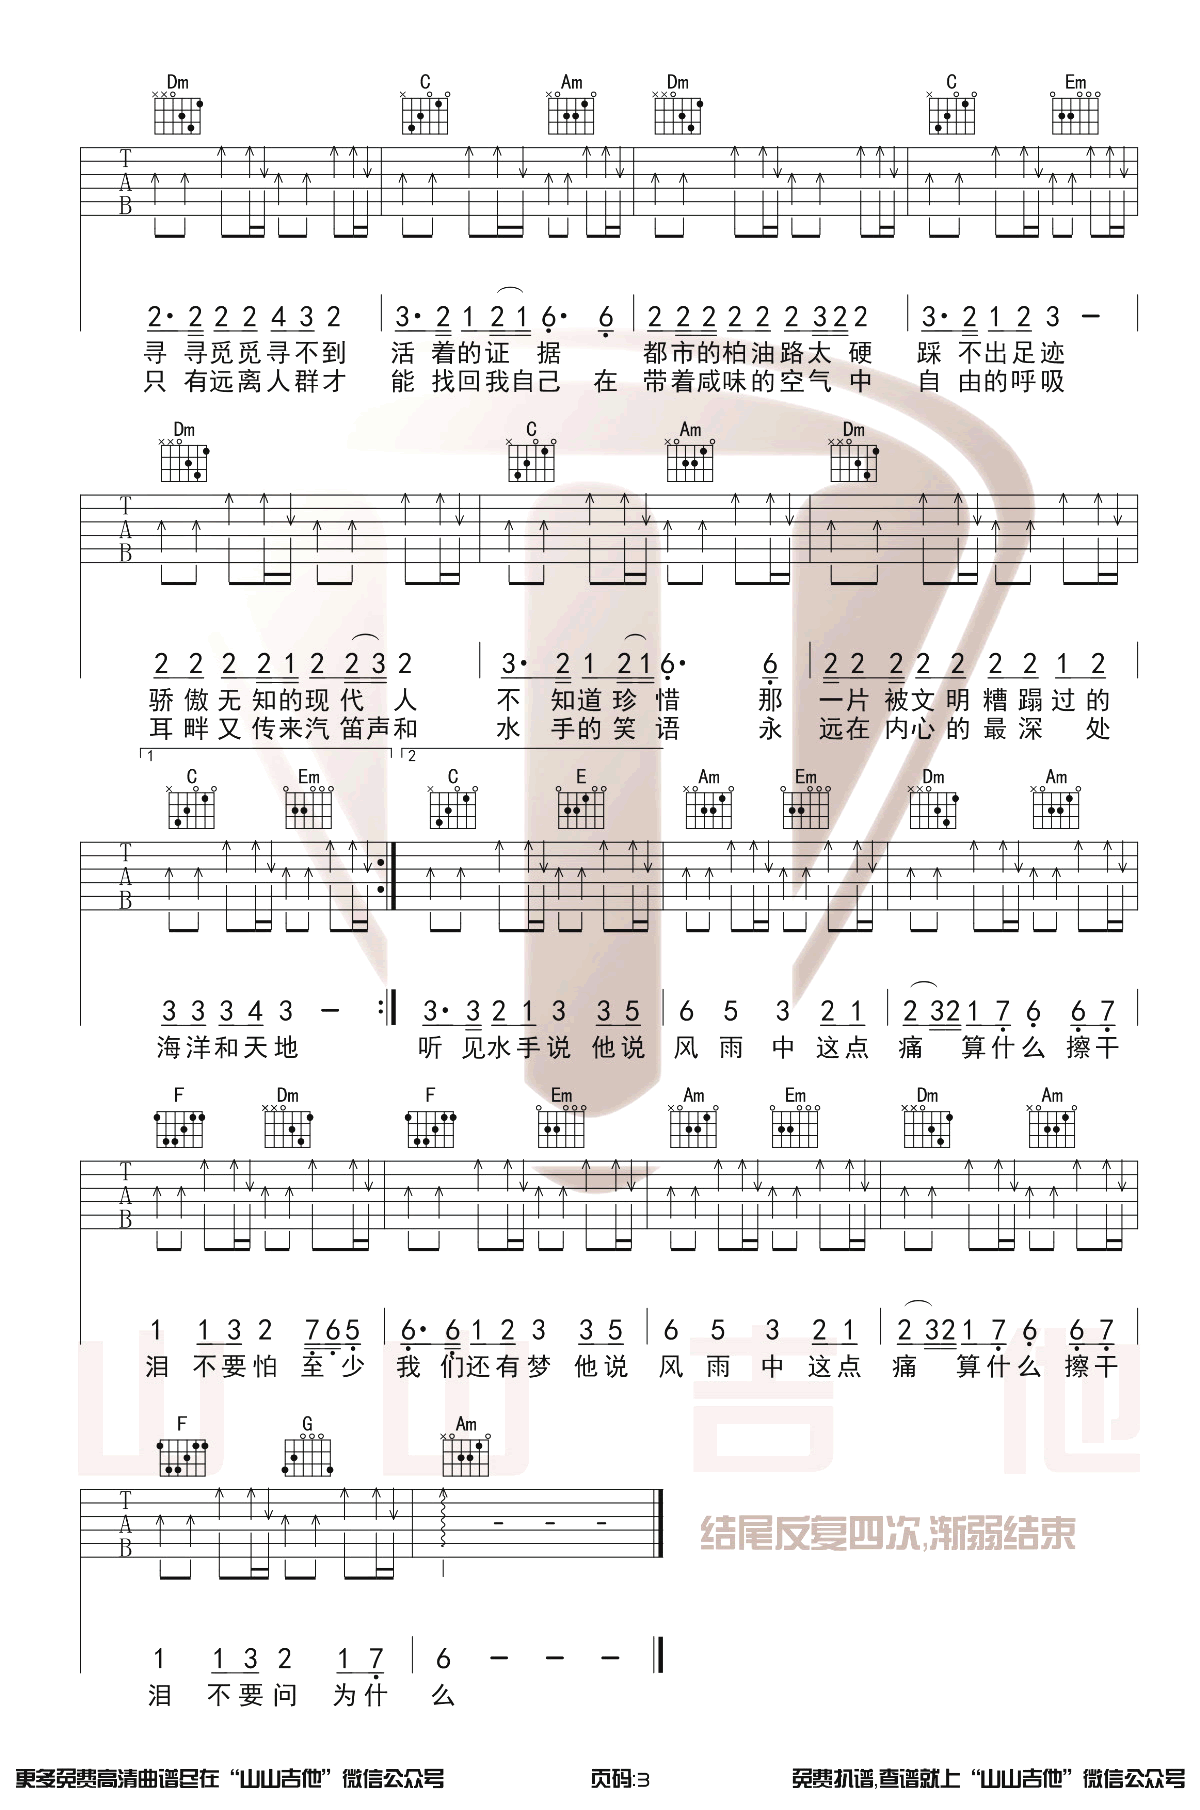 Dm C Am Dm C Em
T
A
B
2· 2 2 2 4 3 2 3· 2 1 2 1 6· 6 2 2 2 2 2 2 3 2 2 3· 2 1 2 3 –
寻 寻觅觅寻不到 活 着的证 据 都市的柏油路太 硬 踩 不出足迹
只 有远离人群才 能 找回我自己 在 带着咸味的空气 中 自 由的呼吸
Dm C Am Dm
T
A
B
2 2 2 2 1 2 2 3 2 3· 2 1 2 1 6· 6 2 2 2 2 2 2 2 1 2
骄傲无知的现代 人 不 知道珍 惜 那 一片 被文明糟蹋过的
耳畔又传来汽笛声和 水 手的笑 语 永 远在 内心的最深 处
1 2
C Em C E Am Em Dm Am
T
A
B
3 3 3 4 3 – 3· 3 2 1 3 3 5 6 5 3 2 1 2 3 2 1 7 6 6 7
海洋和天地 听 见水手说 他说 风 雨 中 这点 痛 算什么 擦干
F Dm F Em Am Em Dm Am
T
A
B
1 1 3 2 7 6 5 6· 6 1 2 3 3 5 6 5 3 2 1 2 3 2 1 7 6 6 7
泪 不要怕 至 少 我 们还有梦 他说 风 雨 中 这点 痛 算什么 擦干
山山吉他
F G Am
T
A
B
– – –
结尾反复四次,渐弱结束
1 1 3 2 1 7 6 – – –
泪 不要问 为什 么
更多免费高清曲谱尽在“山山吉他”微信公众号 页码:3 免费扒谱,查谱就上“山山吉他”微信公众号